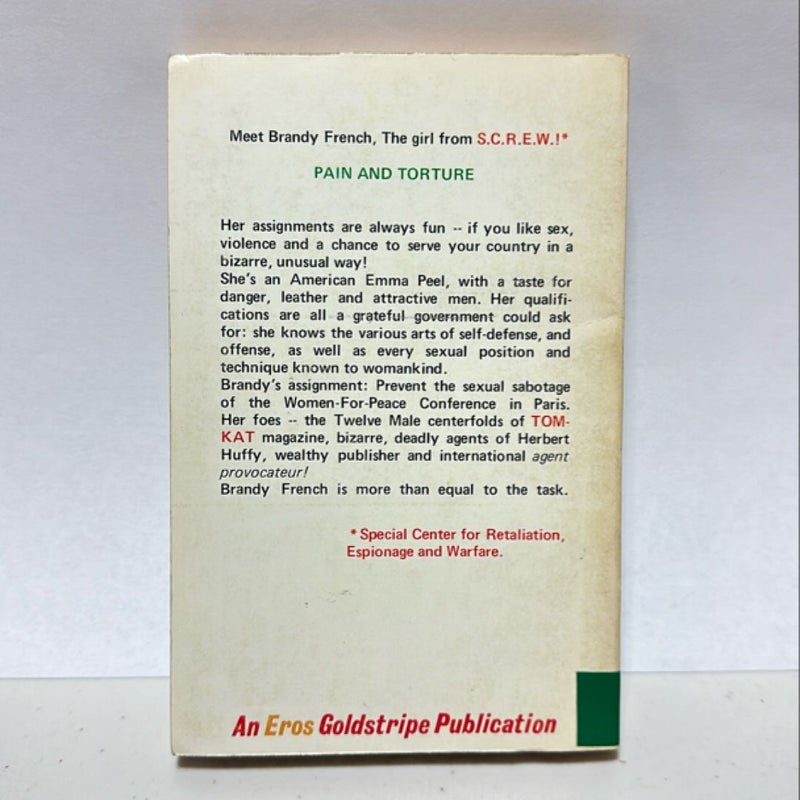 Meet Brandy French, The girl from S.C.R.E.W.!*
PAIN AND TORTURE
Her assignments are always fun -- if you like sex,
violence and a chance to serve your country in a
bizarre, unusual way!
She's an American Emma Peel, with a taste for
danger, leather and attractive men. Her qualifi-
cations are all a grateful government could ask
for: she knows the various arts of self-defense, and
offense, as well as every sexual position and
technique known to womankind.
Brandy's assignment: Prevent the sexual sabotage
of the Women-For-Peace Conference in Paris.
Her foes -- the Twelve Male centerfolds of TOM-
KAT magazine, bizarre, deadly agents of Herbert
Huffy, wealthy publisher and international agent
provocateur!
Brandy French is more than equal to the task.
*Special Center for Retaliation,
Espionage and Warfare.
An Eros Goldstripe Publication